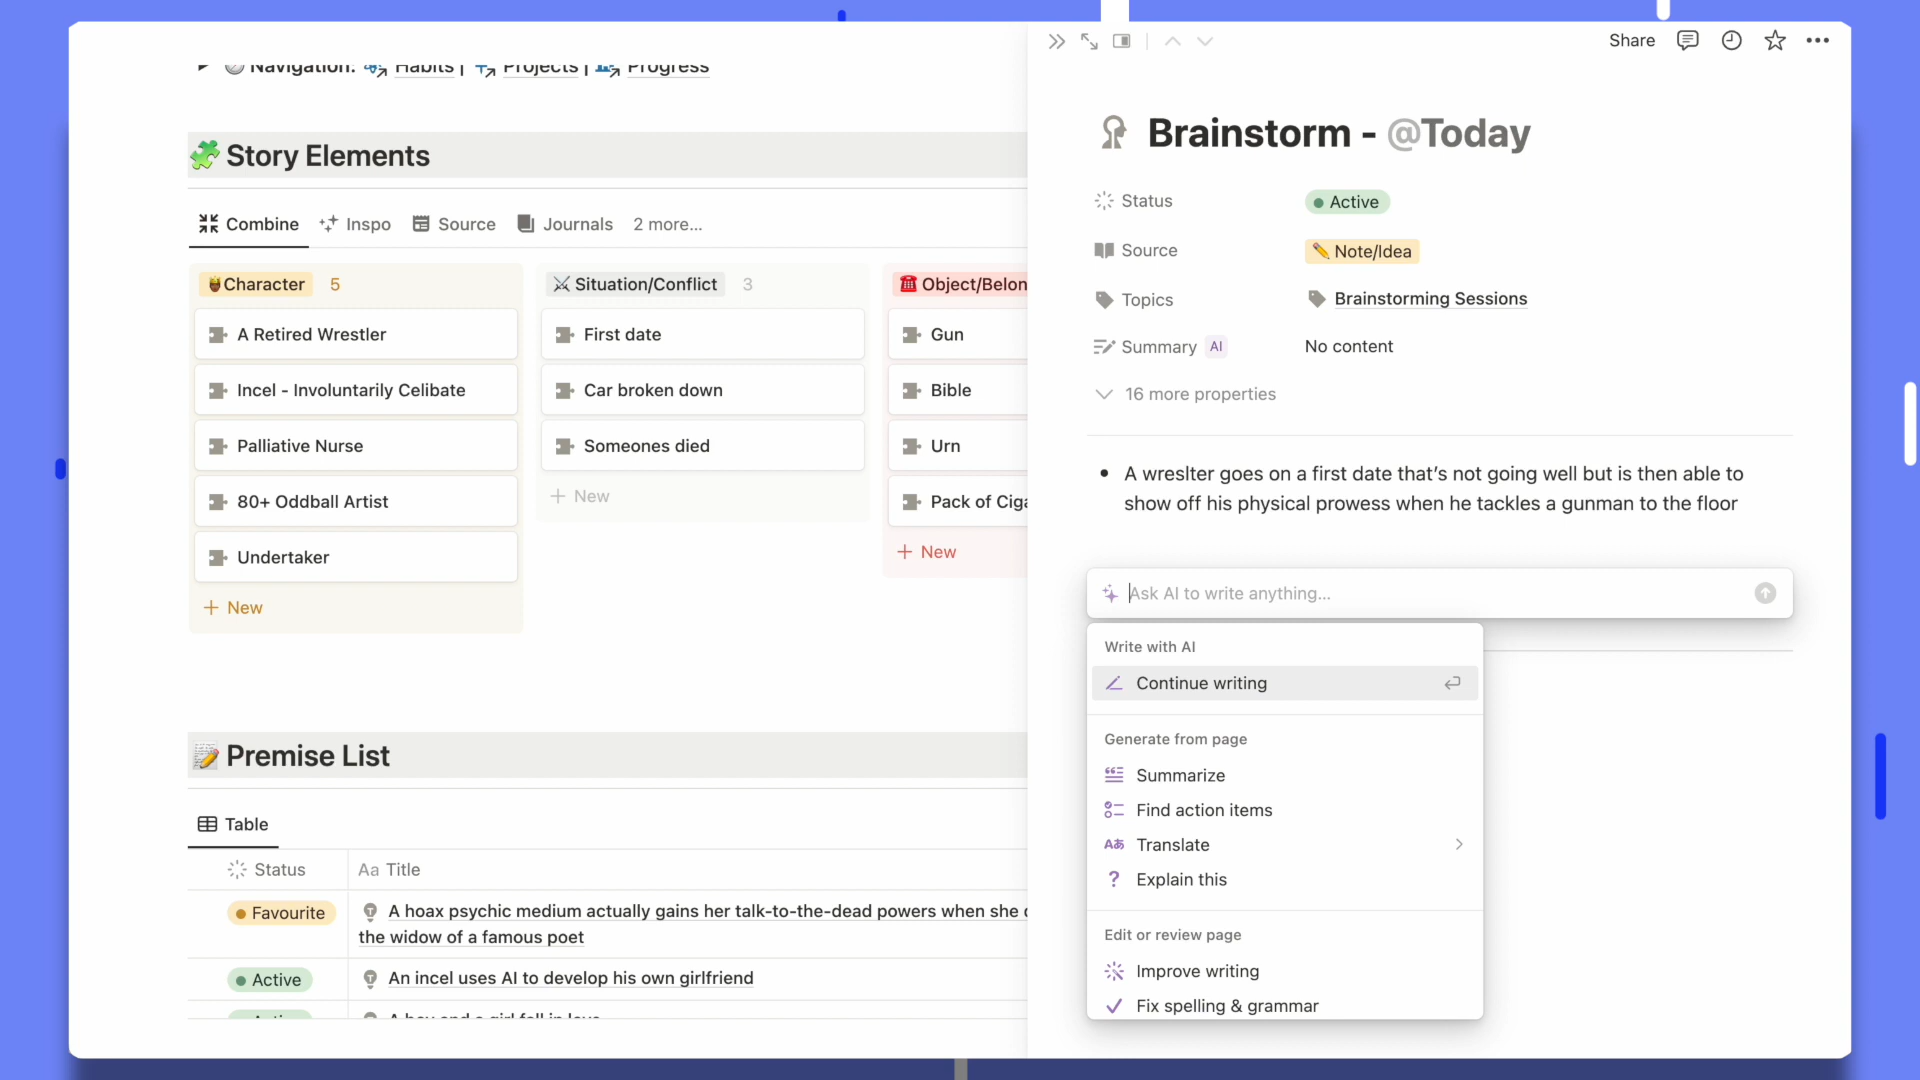 Navigation: Habits | Projects | Progress
Story Elements
Combine Inspo Source Journals 2 more...
Character 5
A Retired Wrestler
Incel - Involuntarily Celibate
Palliative Nurse
80+ Oddball Artist
Undertaker
+ New
Situation/Conflict 3
First date
Car broken down
Someones died
+ New
Object/Belon
Gun
Bible
Urn
Pack of Ciga
+ New
Premise List
Table
Status Aa Title
Favourite A hoax psychic medium actually gains her talk-to-the-dead powers when she
the widow of a famous poet
Active An incel uses AI to develop his own girlfriend
Share
Brainstorm - @Today
Status Active
Source Note/Idea
Topics Brainstorming Sessions
Summary AI No content
16 more properties
• A wreslter goes on a first date that’s not going well but is then able to
show off his physical prowess when he tackles a gunman to the floor
Ask AI to write anything...
Write with AI
Continue writing
Generate from page
Summarize
Find action items
Translate
Explain this
Edit or review page
Improve writing
Fix spelling & grammar